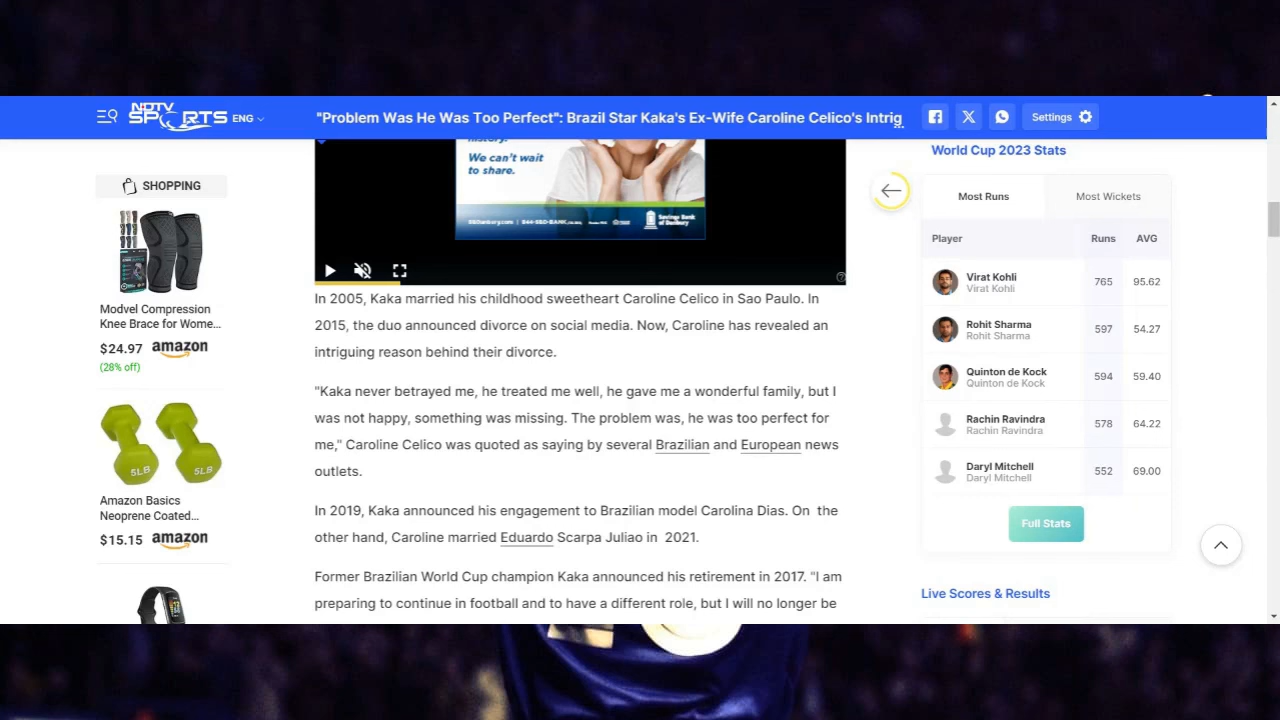 NDTV
SPORTS
ENG
"Problem Was He Was Too Perfect": Brazil Star Kaka's Ex-Wife Caroline Celico's Intrig
Settings
SHOPPING
Modvel Compression
Knee Brace for Wome...
$24.97 amazon
(28% off)
5LB
5LB
Amazon Basics
Neoprene Coated...
$15.15 amazon
history.
We can't wait
to share.
Savings Bank
of Danbury
In 2005, Kaka married his childhood sweetheart Caroline Celico in Sao Paulo. In
2015, the duo announced divorce on social media. Now, Caroline has revealed an
intriguing reason behind their divorce.
"Kaka never betrayed me, he treated me well, he gave me a wonderful family, but I
was not happy, something was missing. The problem was, he was too perfect for
me," Caroline Celico was quoted as saying by several Brazilian and European news
outlets.
In 2019, Kaka announced his engagement to Brazilian model Carolina Dias. On the
other hand, Caroline married Eduardo Scarpa Juliao in 2021.
Former Brazilian World Cup champion Kaka announced his retirement in 2017. "I am
preparing to continue in football and to have a different role, but I will no longer be
World Cup 2023 Stats
Most Runs Most Wickets
Player Runs AVG
Virat Kohli
Virat Kohli
765 95.62
Rohit Sharma
Rohit Sharma
597 54.27
Quinton de Kock
Quinton de Kock
594 59.40
Rachin Ravindra
Rachin Ravindra
578 64.22
Daryl Mitchell
Daryl Mitchell
552 69.00
Full Stats
Live Scores & Results